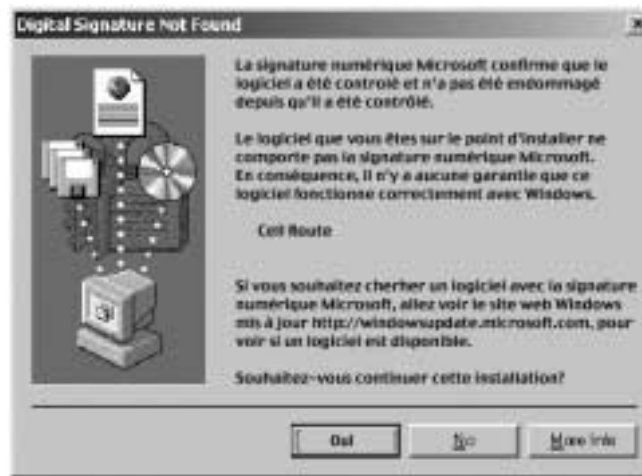 Digital Signature Not Found
La signature numérique Microsoft confirme que le
logiciel a été controlé et n'a pas été endommagé
depuis qu'il a été contrôlé.
Le logiciel que vous êtes sur le point d'installer ne
comporte pas la signature numérique Microsoft.
En conséquence, il n'y a aucune garantie que ce
logiciel fonctionne correctement avec Windows.
Cell Route
Si vous souhaitez cherher un logiciel avec la signature
numérique Microsoft, allez voir le site web Windows
mis à jour http://windowsupdate.microsoft.com, pour
voir si un logiciel est disponible.
Souhaitez-vous continuer cette installation?
Oui
No
More Info